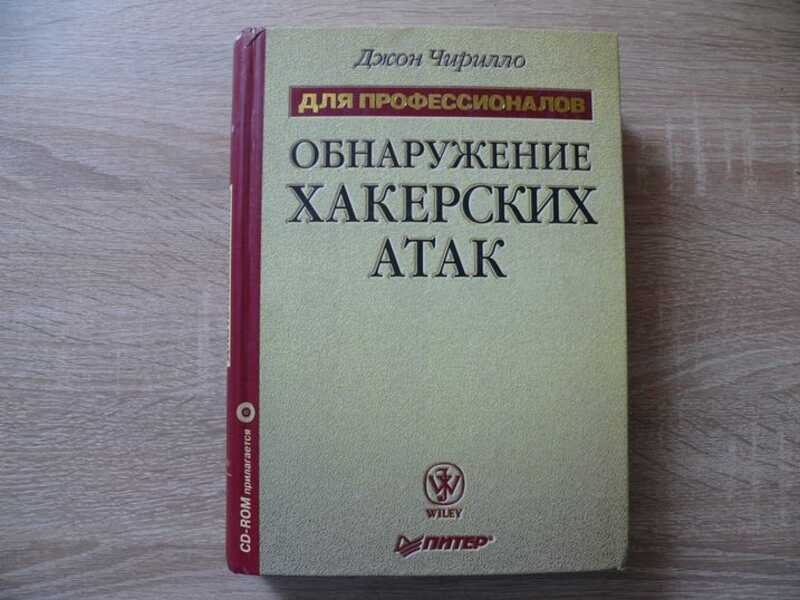 Джон Чирилло
ДЛЯ ПРОФЕССИОНАЛОВ
ОБНАРУЖЕНИЕ
ХАКЕРСКИХ
АТАК
WILEY
ПИТЕР®
CD-ROM прилагается